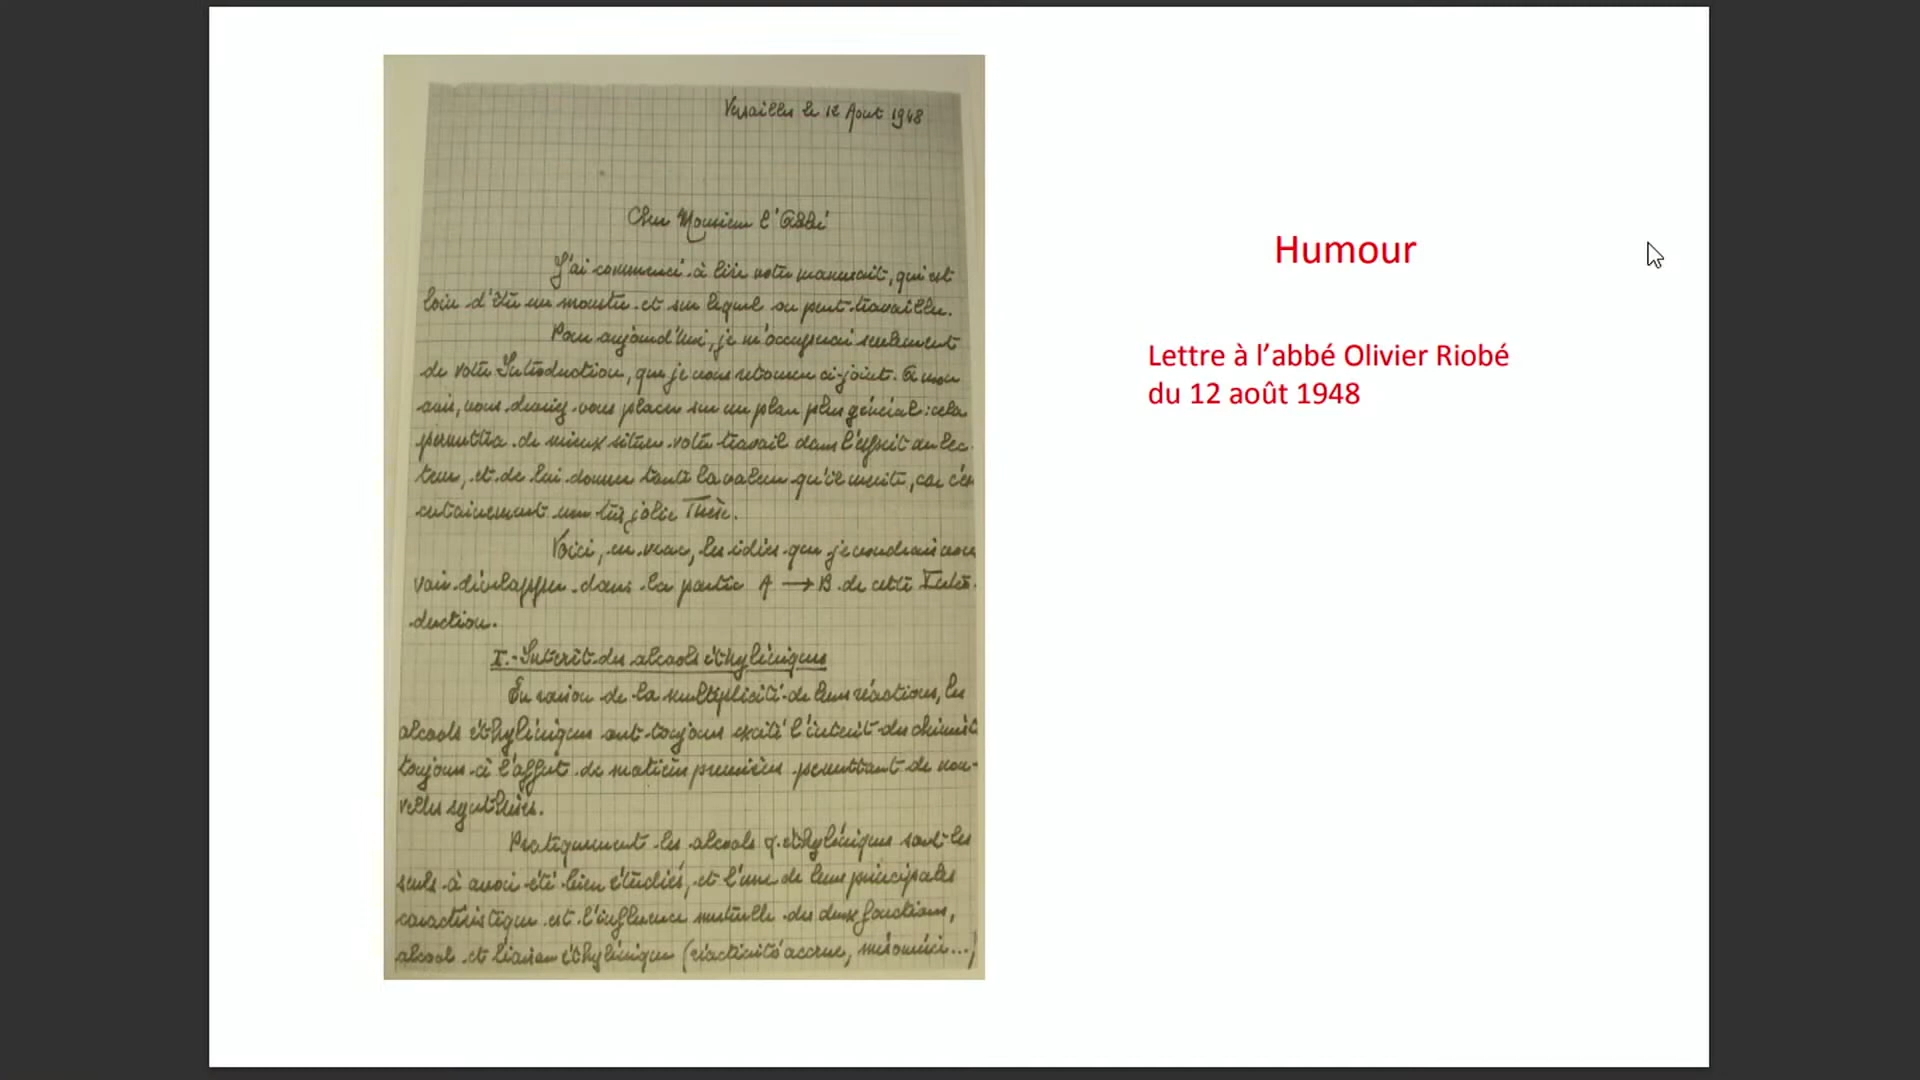 Versailles le 12 Aout 1948
Cher Monsieur l'Abbé
J'ai commencé à lire votre manuscrit, qui est
loin d'être un monstre et sur lequel on peut travailler.
Pour aujourd'hui, je m'occuperai seulement
de votre Introduction, que je vous retourne ci-joint. A mon
avis, vous devriez vous placer sur un plan plus général : cela
permettra de mieux situer votre travail dans l'esprit du lec-
teur, et de lui donner toute la valeur qu'il mérite, car c'est
certainement une très jolie Thèse.
Voici, en vrac, les idées que je voudrais vous
voir développer dans la partie A → B de cette Intro-
duction.
I.- Intérêt des alcools éthyléniques
En raison de la multiplicité de leurs réactions, les
alcools éthyléniques ont toujours excité l'intérêt des chimistes
toujours à l'affut de matières premières permettant de nou-
velles synthèses.
Pratiquement les alcools éthyléniques sont les
seuls à avoir été bien étudiés, et l'une de leurs principales
caractéristiques est l'influence mutuelle des deux fonctions,
alcool et liaison éthylénique (réactivité accrue, mésomérie...)
Humour
Lettre à l’abbé Olivier Riobé
du 12 août 1948